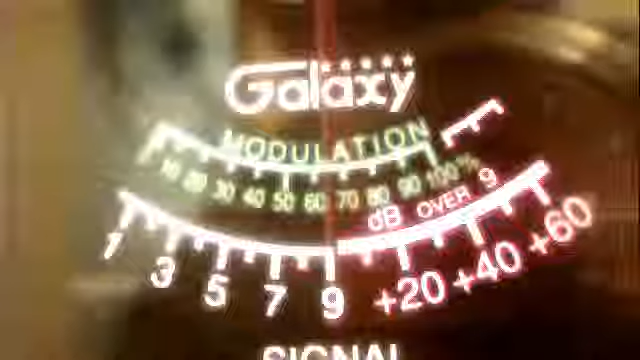 Galaxy
MODULATION
10 20 30 40 50 60 70 80 90 100%
dB OVER 9
1 3 5 7 9 +20 +40 +60
SIGNAL